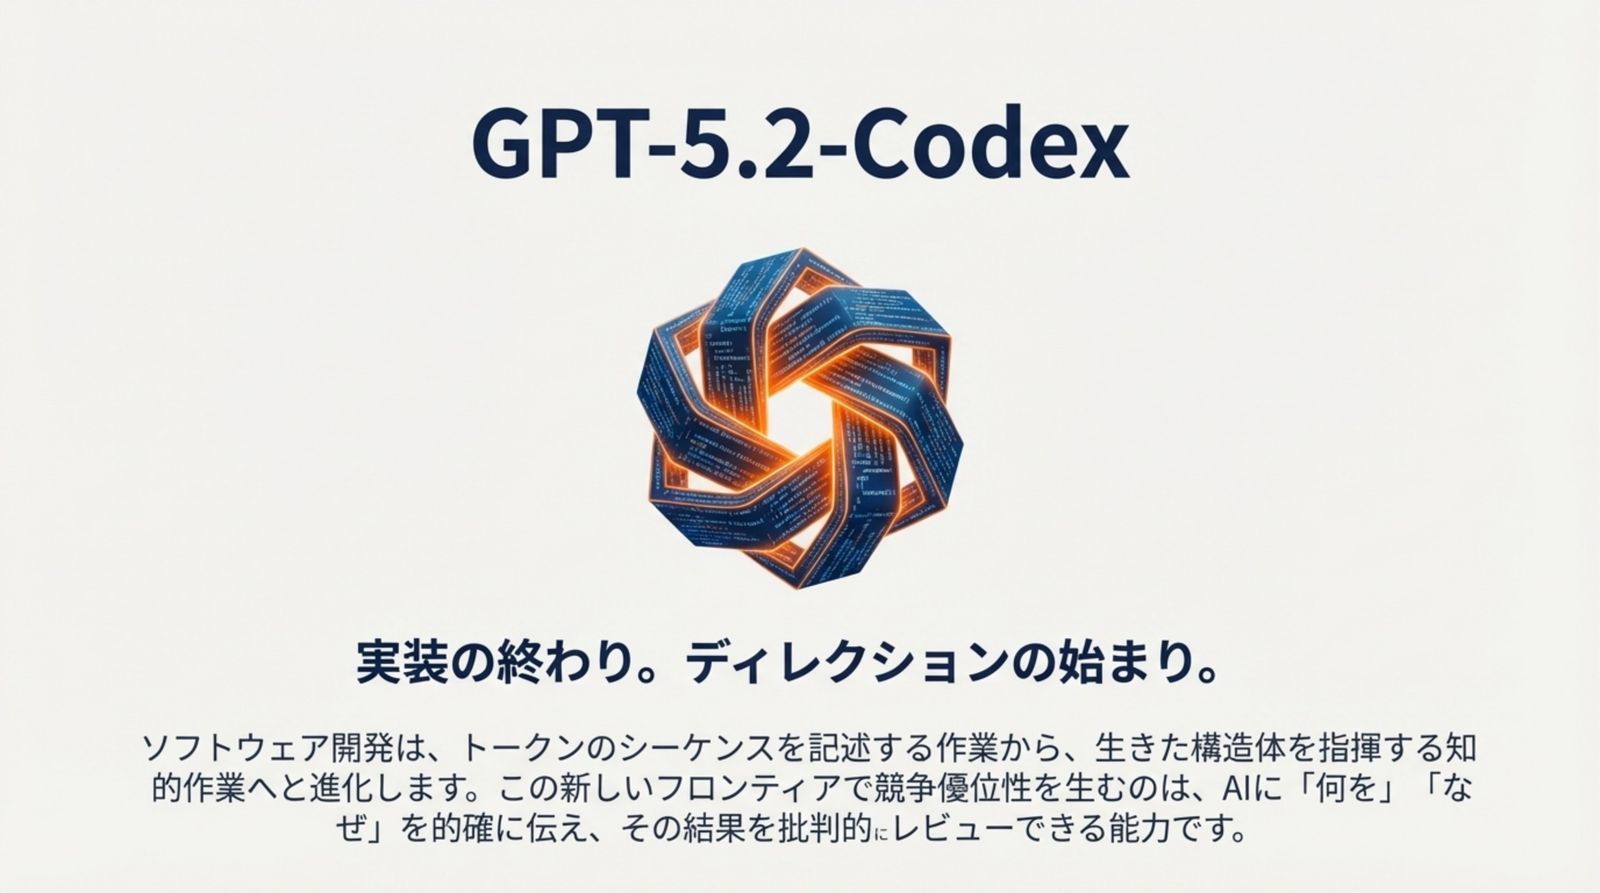 GPT-5.2-Codex
実装の終わり。ディレクションの始まり。
ソフトウェア開発は、トークンのシーケンスを記述する作業から、生きた構造体を指揮する知
的作業へと進化します。この新しいフロンティアで競争優位性を生むのは、AIに「何を」「な
ぜ」を的確に伝え、その結果を批判的にレビューできる能力です。